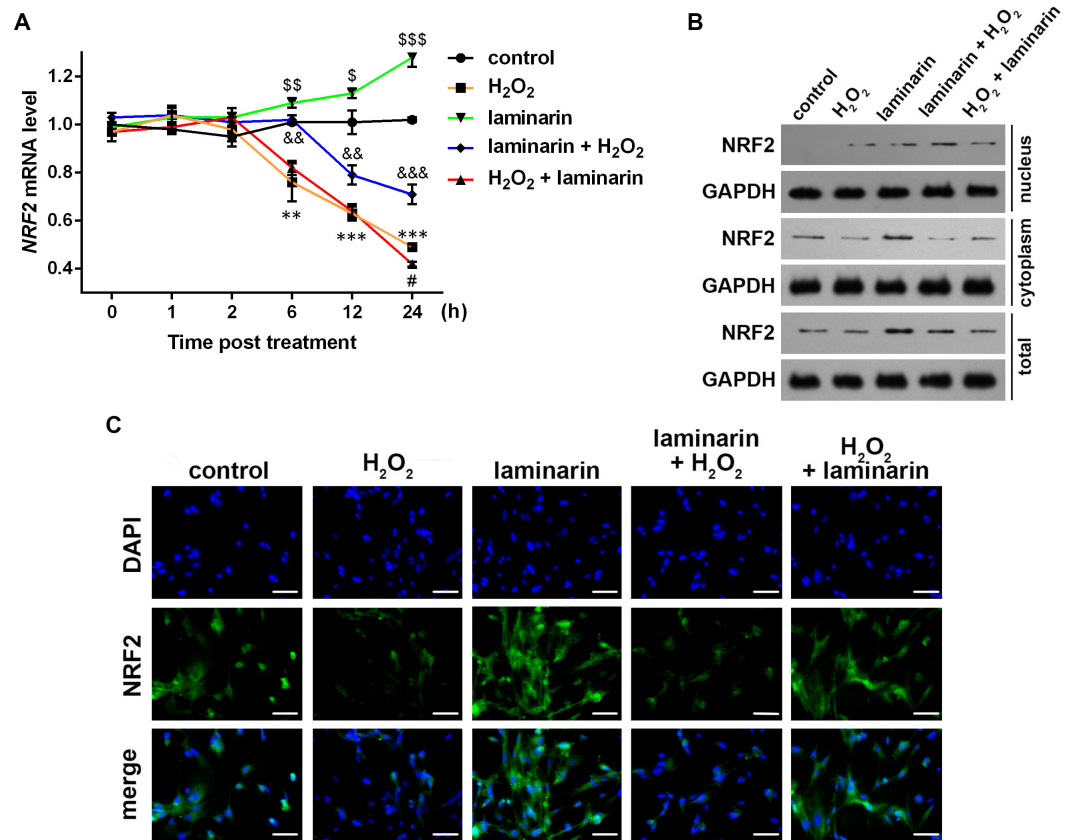 A
NRF2 mRNA level
1.2
1.0
0.8
0.6
0.4
0 1 2 6 12 24 (h)
Time post treatment
$$ $ $$$
&& && &&&
** *** ***
#
control
H₂O₂
laminarin
laminarin + H₂O₂
H₂O₂ + laminarin
B
control
H₂O₂
laminarin
laminarin + H₂O₂
H₂O₂ + laminarin
NRF2
GAPDH
nucleus
NRF2
GAPDH
cytoplasm
NRF2
GAPDH
total
C
control
H₂O₂
laminarin
laminarin
+ H₂O₂
H₂O₂
+ laminarin
DAPI
NRF2
merge